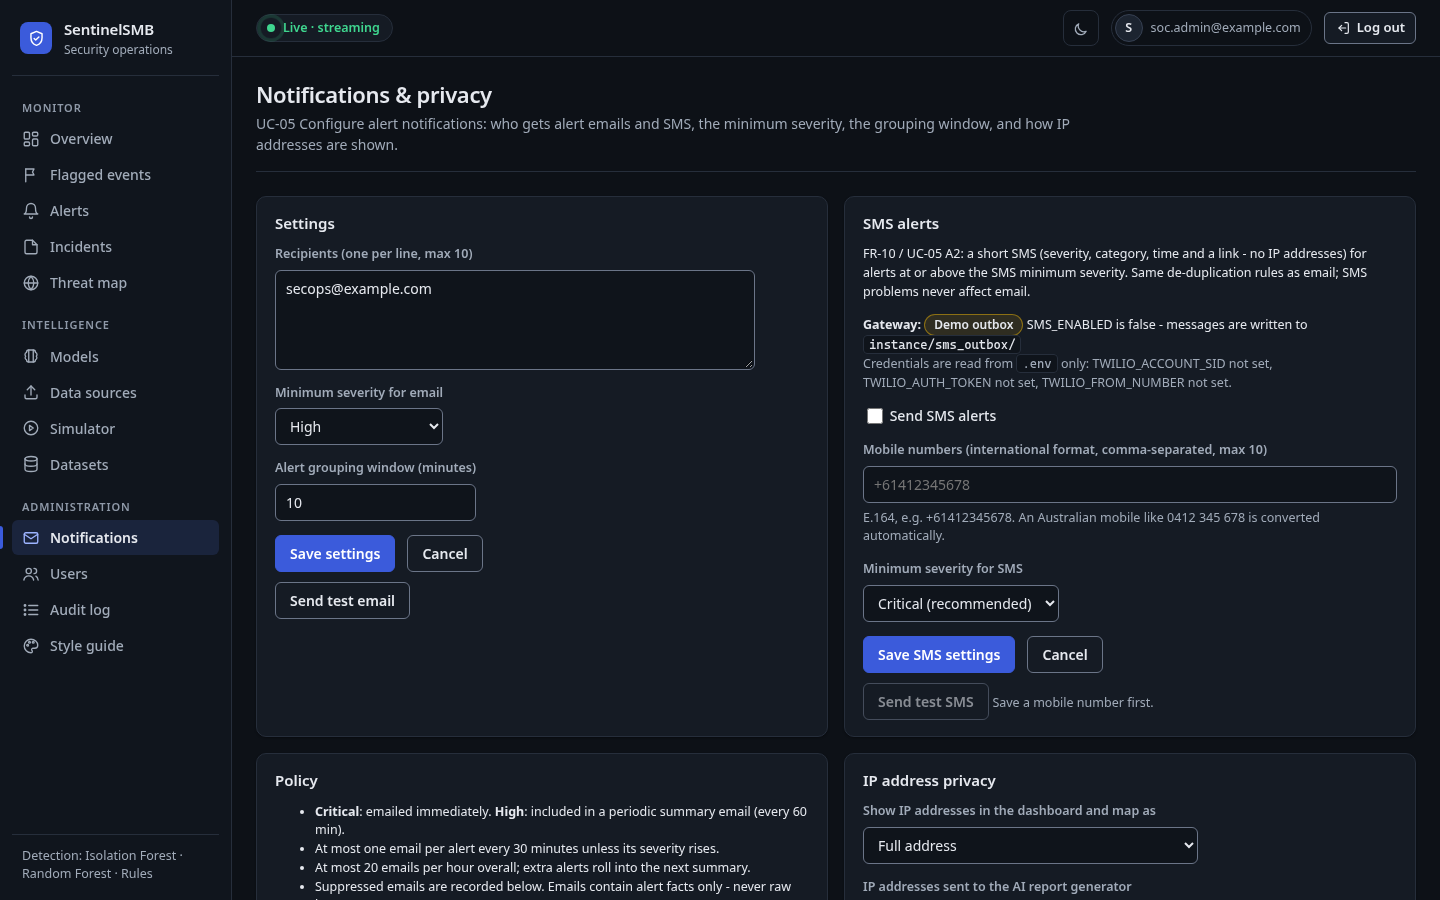 SentinelSMB
Security operations
MONITOR
Overview
Flagged events
Alerts
Incidents
Threat map
INTELLIGENCE
Models
Data sources
Simulator
Datasets
ADMINISTRATION
Notifications
Users
Audit log
Style guide
Detection: Isolation Forest ·
Random Forest · Rules
Live · streaming
S
soc.admin@example.com
Log out
Notifications & privacy
UC-05 Configure alert notifications: who gets alert emails and SMS, the minimum severity, the grouping window, and how IP
addresses are shown.
Settings
Recipients (one per line, max 10)
secops@example.com
Minimum severity for email
High
Alert grouping window (minutes)
10
Save settings
Cancel
Send test email
SMS alerts
FR-10 / UC-05 A2: a short SMS (severity, category, time and a link - no IP addresses) for
alerts at or above the SMS minimum severity. Same de-duplication rules as email; SMS
problems never affect email.
Gateway: Demo outbox SMS_ENABLED is false - messages are written to
instance/sms_outbox/
Credentials are read from .env only: TWILIO_ACCOUNT_SID not set,
TWILIO_AUTH_TOKEN not set, TWILIO_FROM_NUMBER not set.
Send SMS alerts
Mobile numbers (international format, comma-separated, max 10)
+61412345678
E.164, e.g. +61412345678. An Australian mobile like 0412 345 678 is converted
automatically.
Minimum severity for SMS
Critical (recommended)
Save SMS settings
Cancel
Send test SMS
Save a mobile number first.
Policy
• Critical: emailed immediately. High: included in a periodic summary email (every 60
min).
• At most one email per alert every 30 minutes unless its severity rises.
• At most 20 emails per hour overall; extra alerts roll into the next summary.
• Suppressed emails are recorded below. Emails contain alert facts only - never raw
IP address privacy
Show IP addresses in the dashboard and map as
Full address
IP addresses sent to the AI report generator